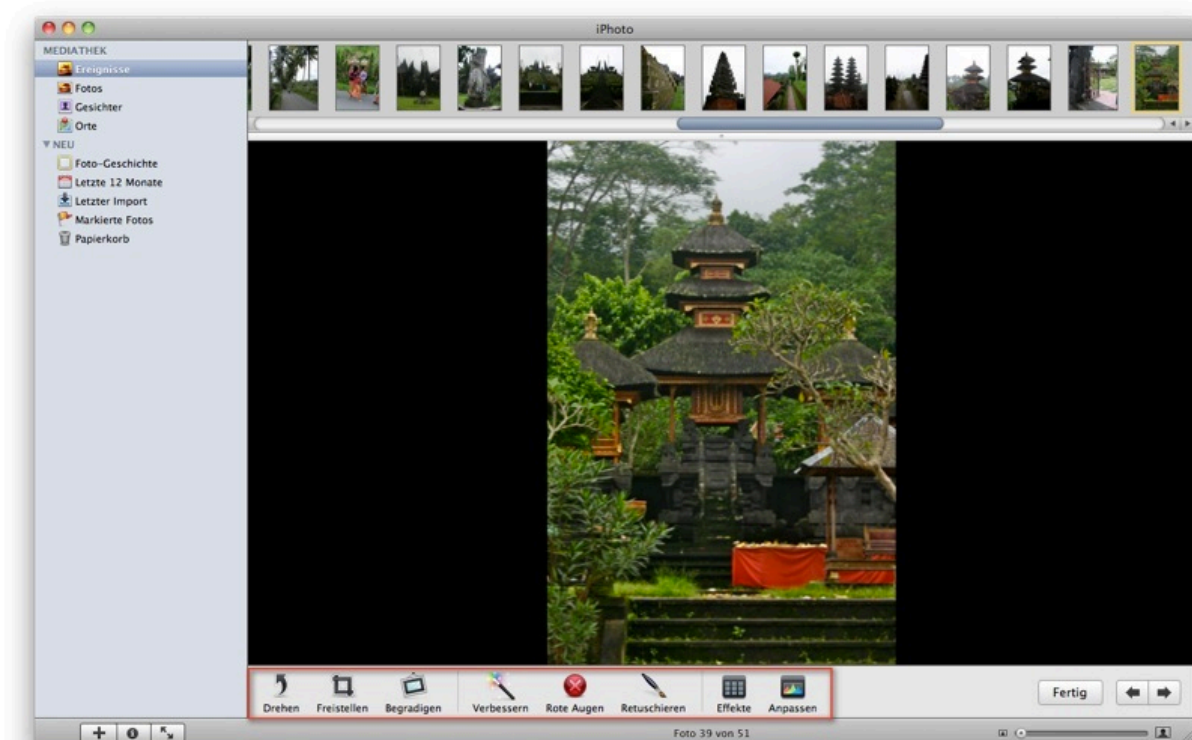 iPhoto
MEDIATHEK
Ereignisse
Fotos
Gesichter
Orte
NEU
Foto-Geschichte
Letzte 12 Monate
Letzter Import
Markierte Fotos
Papierkorb
Drehen Freistellen Begradigen Verbessern Rote Augen Retuschieren Effekte Anpassen
Fertig
Foto 39 von 51